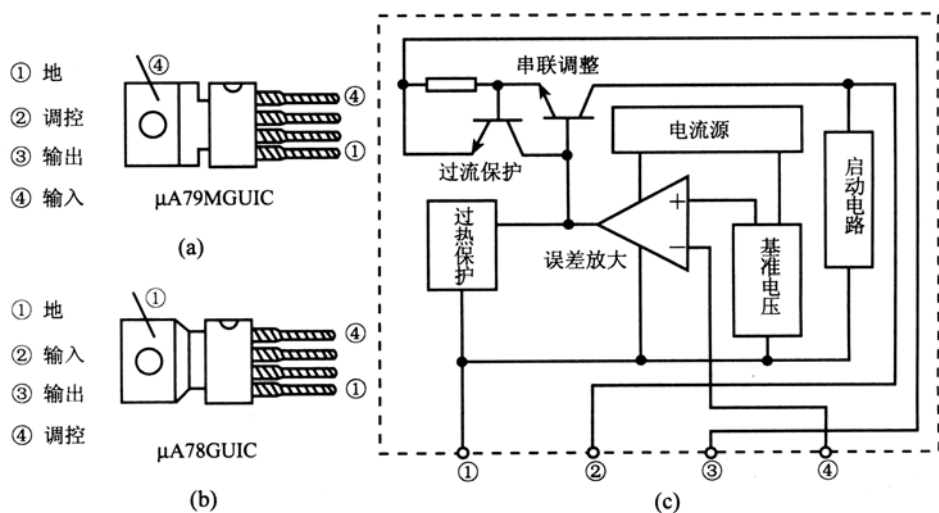 ① 地
② 调控
③ 输出
④ 输入
④
④
①
μA79MGUIC
(a)
① 地
② 输入
③ 输出
④ 调控
①
④
①
μA78GUIC
(b)
串联调整
电流源
过流保护
启动电路
过热保护
+
−
误差放大
基准电压
① ② ③ ④
(c)